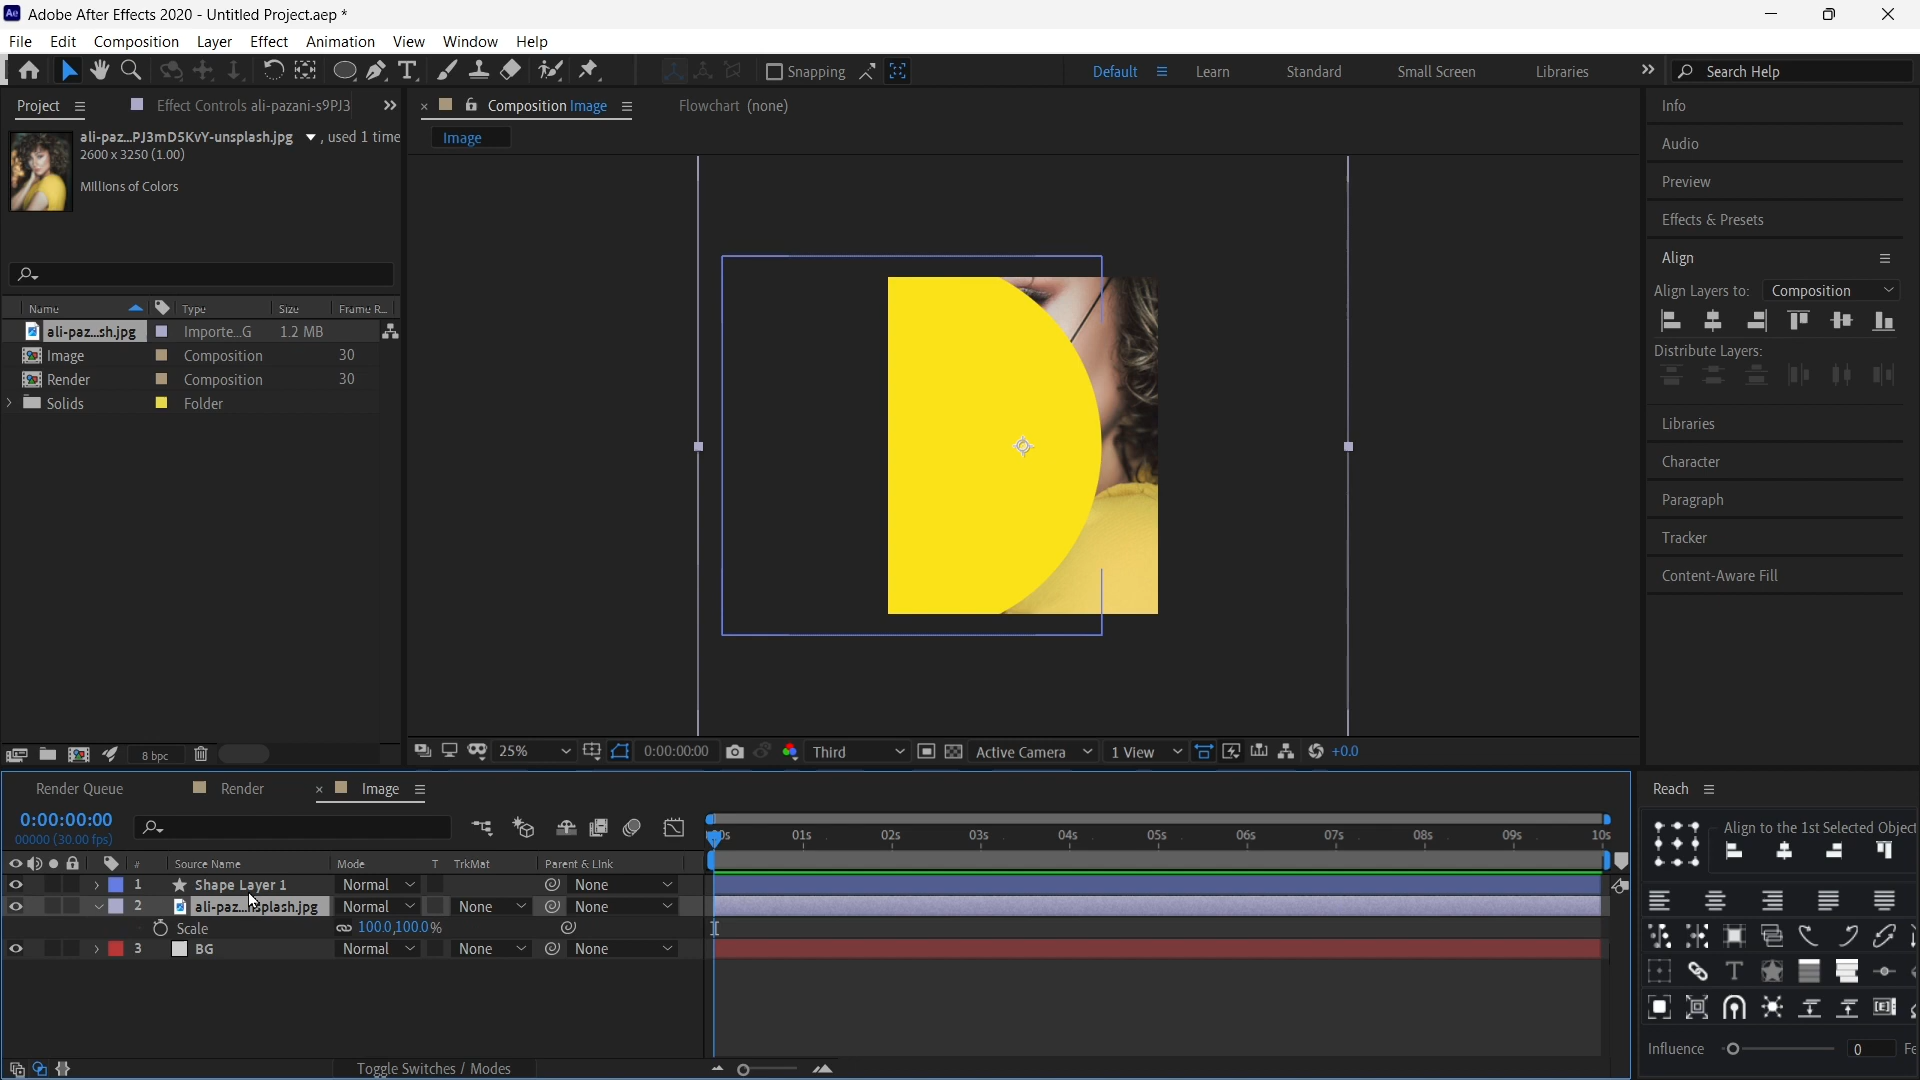 Ae Adobe After Effects 2020 - Untitled Project.aep *
File Edit Composition Layer Effect Animation View Window Help
Snapping Default Learn Standard Small Screen Libraries Search Help
Project Effect Controls ali-pazani-s9PJ3
ali-paz...PJ3mD5KvY-unsplash.jpg , used 1 time
2600 x 3250 (1.00)
Millions of Colors
Name Type Size Frame R...
ali-paz...sh.jpg Importe...G 1.2 MB
Image Composition 30
Render Composition 30
Solids Folder
8 bpc
Composition Image Flowchart (none)
Image
25% 0:00:00:00 Third Active Camera 1 View +0.0
Info
Audio
Preview
Effects & Presets
Align
Align Layers to: Composition
Distribute Layers:
Libraries
Character
Paragraph
Tracker
Content-Aware Fill
Render Queue Render Image
0:00:00:00
00000 (30.00 fps)
00s 01s 02s 03s 04s 05s 06s 07s 08s 09s 10s
# Source Name Mode T TrkMat Parent & Link
1 Shape Layer 1 Normal None
2 ali-paz...nsplash.jpg Normal None None
Scale 100.0,100.0%
3 BG Normal None None
Toggle Switches / Modes
Reach
Align to the 1st Selected Object
T
[E]
Influence 0 Fe